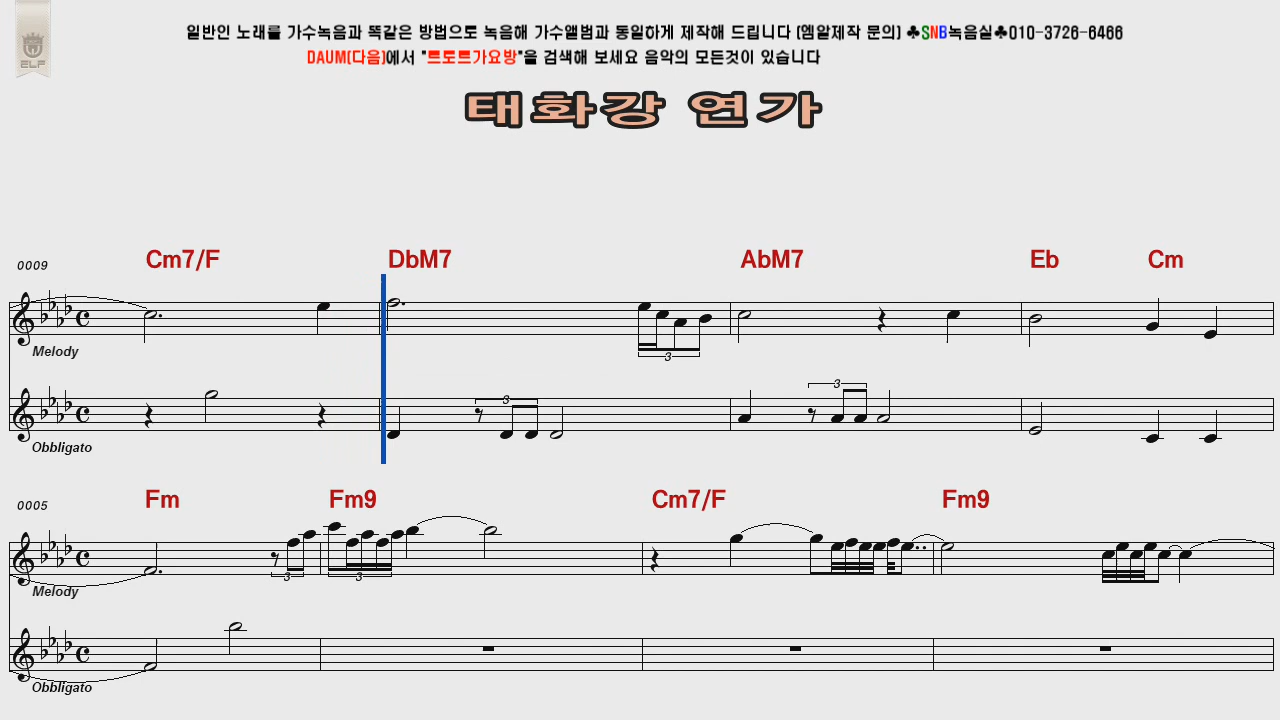 일반인 노래를 가수녹음과 똑같은 방법으로 녹음해 가수앨범과 동일하게 제작해 드립니다 (엠알제작 문의) ♣SNB녹음실♣010-3726-6466
DAUM(다음)에서 "트로트가요방"을 검색해 보세요 음악의 모든것이 있습니다
ELF
태화강 연가
0009 Cm7/F DbM7 AbM7 Eb Cm
Melody
3
3 3
Obbligato
0005 Fm Fm9 Cm7/F Fm9
Melody
3 3
Obbligato